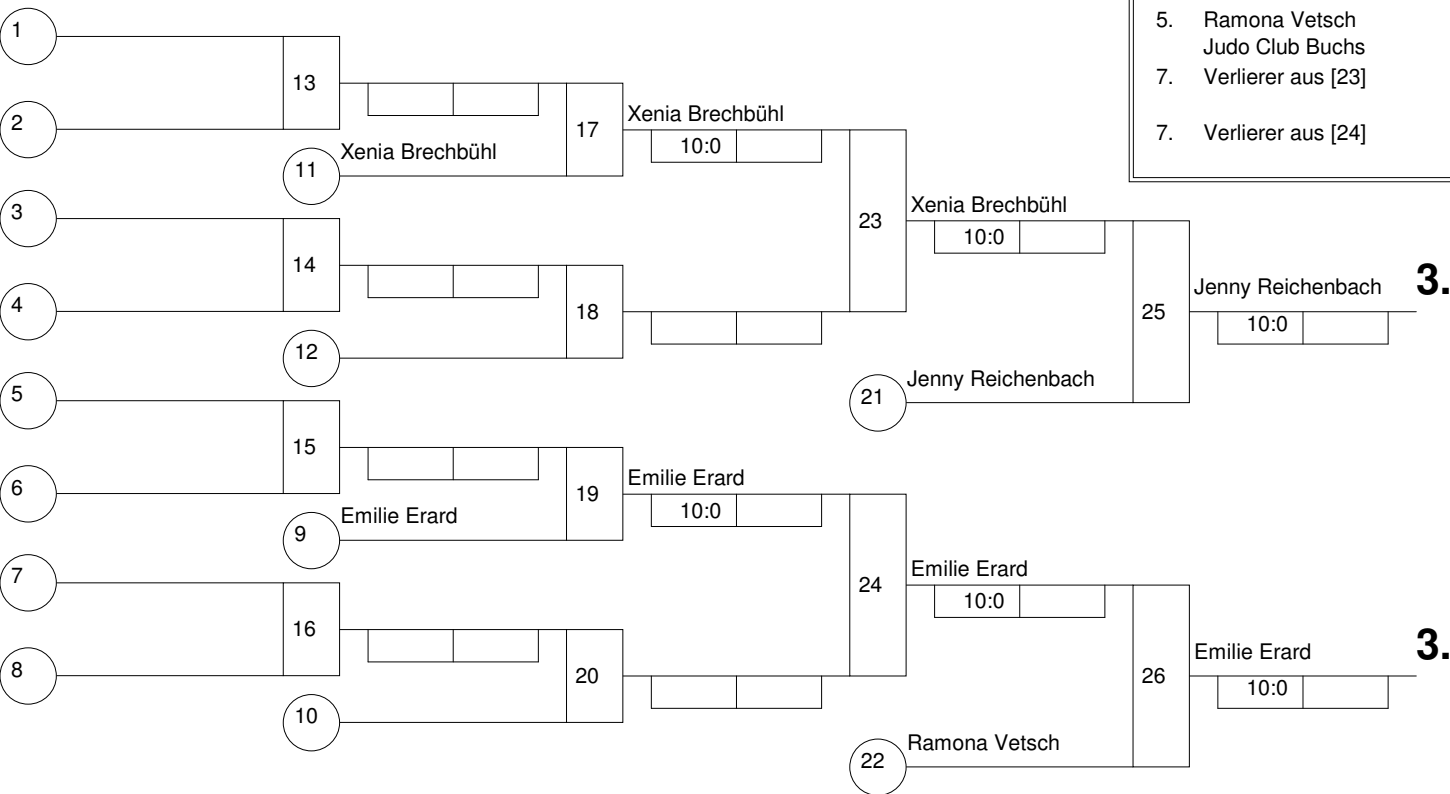 1
5. Ramona Vetsch
Judo Club Buchs
13
7. Verlierer aus [23]
2
Xenia Brechbühl
17
7. Verlierer aus [24]
10:0
Xenia Brechbühl
11
3
Xenia Brechbühl
23
10:0
14
3.
Jenny Reichenbach
4
18
25
10:0
12
Jenny Reichenbach
5
21
15
Emilie Erard
6
19
10:0
Emilie Erard
9
Emilie Erard
7
24
10:0
16
3.
Emilie Erard
8
20
26
10:0
10
Ramona Vetsch
22